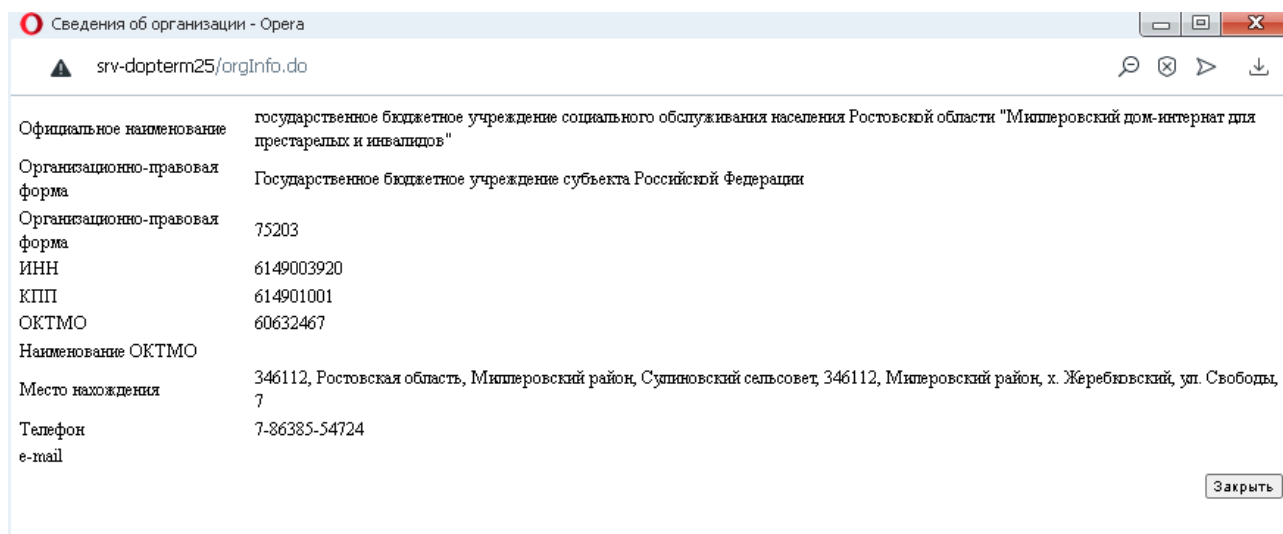 Сведения об организации - Opera
srv-dopterm25/orgInfo.do
Официальное наименование
государственное бюджетное учреждение социального обслуживания населения Ростовской области "Миллеровский дом-интернат для
престарелых и инвалидов"
Организационно-правовая
форма
Государственное бюджетное учреждение субъекта Российской Федерации
Организационно-правовая
форма
75203
ИНН 6149003920
КПП 614901001
ОКТМО 60632467
Наименование ОКТМО
Место нахождения
346112, Ростовская область, Миллеровский район, Сулиновский сельсовет, 346112, Милеровский район, х. Жеребковский, ул. Свободы,
7
Телефон 7-86385-54724
e-mail
Закрыть